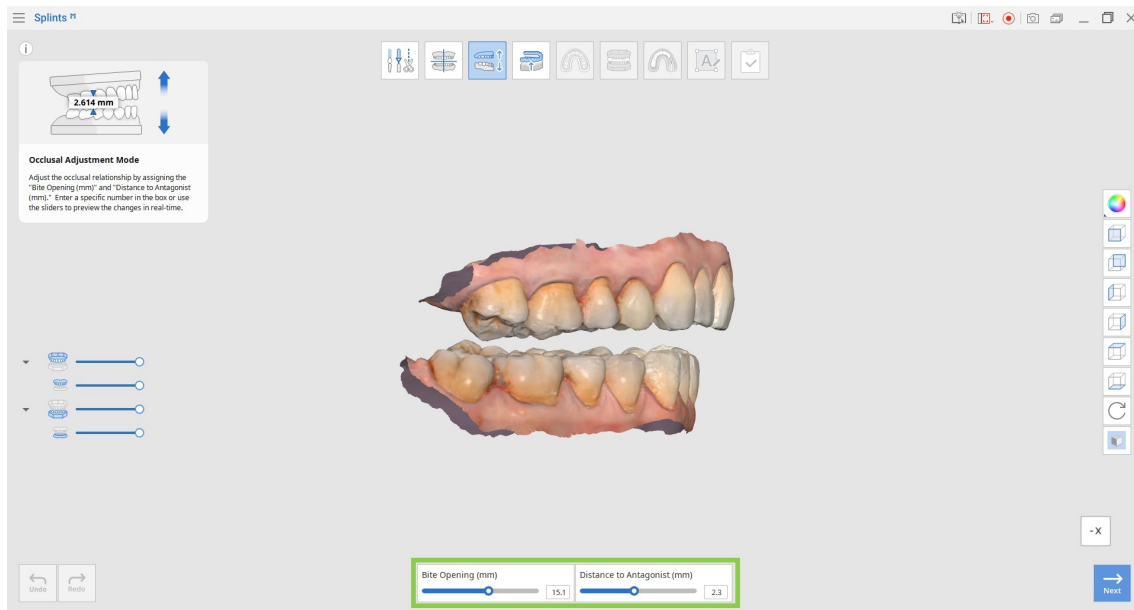 Splints
2.614 mm
Occlusal Adjustment Mode
Adjust the occlusal relationship by assigning the
"Bite Opening (mm)" and "Distance to Antagonist
(mm)." Enter a specific number in the box or use
the sliders to preview the changes in real-time.
-X
Bite Opening (mm)
15.1
Distance to Antagonist (mm)
2.3
Undo
Redo
Next